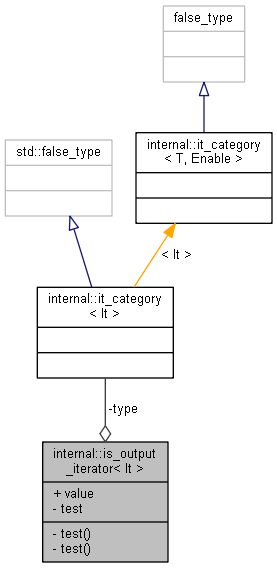 false_type
internal::it_category
< T, Enable >
std::false_type
< It >
internal::it_category
< It >
-type
internal::is_output
_iterator< It >
+ value
- test
- test()
- test()